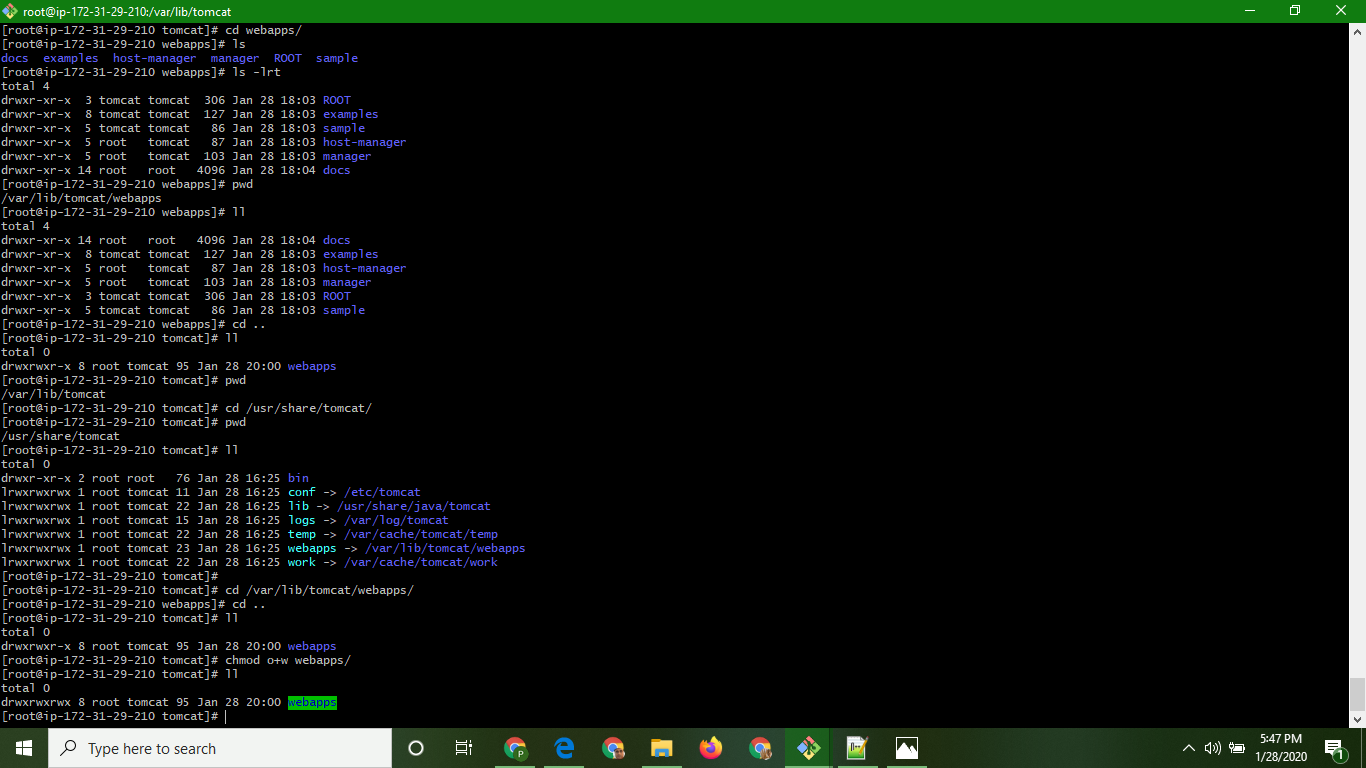 root@ip-172-31-29-210:/var/lib/tomcat
[root@ip-172-31-29-210 tomcat]# cd webapps/
[root@ip-172-31-29-210 webapps]# ls
docs  examples  host-manager  manager  ROOT  sample
[root@ip-172-31-29-210 webapps]# ls -lrt
total 4
drwxr-xr-x  3 tomcat tomcat  306 Jan 28 18:03 ROOT
drwxr-xr-x  8 tomcat tomcat  127 Jan 28 18:03 examples
drwxr-xr-x  5 tomcat tomcat   86 Jan 28 18:03 sample
drwxr-xr-x  5 root   tomcat   87 Jan 28 18:03 host-manager
drwxr-xr-x  5 root   tomcat  103 Jan 28 18:03 manager
drwxr-xr-x 14 root   root   4096 Jan 28 18:04 docs
[root@ip-172-31-29-210 webapps]# pwd
/var/lib/tomcat/webapps
[root@ip-172-31-29-210 webapps]# ll
total 4
drwxr-xr-x 14 root   root   4096 Jan 28 18:04 docs
drwxr-xr-x  8 tomcat tomcat  127 Jan 28 18:03 examples
drwxr-xr-x  5 root   tomcat   87 Jan 28 18:03 host-manager
drwxr-xr-x  5 root   tomcat  103 Jan 28 18:03 manager
drwxr-xr-x  3 tomcat tomcat  306 Jan 28 18:03 ROOT
drwxr-xr-x  5 tomcat tomcat   86 Jan 28 18:03 sample
[root@ip-172-31-29-210 webapps]# cd ..
[root@ip-172-31-29-210 tomcat]# ll
total 0
drwxrwxr-x 8 root tomcat 95 Jan 28 20:00 webapps
[root@ip-172-31-29-210 tomcat]# pwd
/var/lib/tomcat
[root@ip-172-31-29-210 tomcat]# cd /usr/share/tomcat/
[root@ip-172-31-29-210 tomcat]# pwd
/usr/share/tomcat
[root@ip-172-31-29-210 tomcat]# ll
total 0
drwxr-xr-x 2 root root   76 Jan 28 16:25 bin
lrwxrwxrwx 1 root tomcat 11 Jan 28 16:25 conf -> /etc/tomcat
lrwxrwxrwx 1 root tomcat 22 Jan 28 16:25 lib -> /usr/share/java/tomcat
lrwxrwxrwx 1 root tomcat 15 Jan 28 16:25 logs -> /var/log/tomcat
lrwxrwxrwx 1 root tomcat 22 Jan 28 16:25 temp -> /var/cache/tomcat/temp
lrwxrwxrwx 1 root tomcat 23 Jan 28 16:25 webapps -> /var/lib/tomcat/webapps
lrwxrwxrwx 1 root tomcat 22 Jan 28 16:25 work -> /var/cache/tomcat/work
[root@ip-172-31-29-210 tomcat]#
[root@ip-172-31-29-210 tomcat]# cd /var/lib/tomcat/webapps/
[root@ip-172-31-29-210 webapps]# cd ..
[root@ip-172-31-29-210 tomcat]# ll
total 0
drwxrwxr-x 8 root tomcat 95 Jan 28 20:00 webapps
[root@ip-172-31-29-210 tomcat]# chmod o+w webapps/
[root@ip-172-31-29-210 tomcat]# ll
total 0
drwxrwxrwx 8 root tomcat 95 Jan 28 20:00 webapps
[root@ip-172-31-29-210 tomcat]#
Type here to search
P
5:47 PM
1/28/2020
1